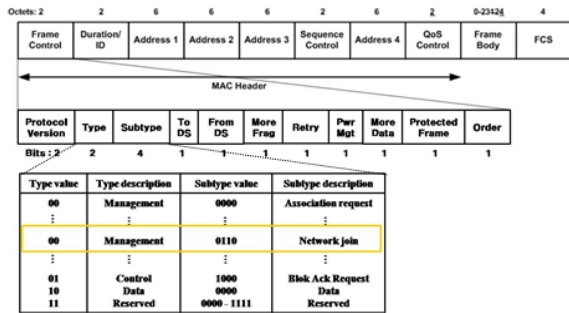 Octets: 2 2 6 6 6 2 6 2 0-23124 4
Frame Control Duration/ID Address 1 Address 2 Address 3 Sequence Control Address 4 QoS Control Frame Body FCS
MAC Header
Protocol Version Type Subtype To DS From DS More Frag Retry Pwr Mgt More Data Protected Frame Order
Bits : 2 2 4 1 1 1 1 1 1 1 1
Type value Type description Subtype value Subtype description
00 Management 0000 Association request
⋮ ⋮ ⋮ ⋮
00 Management 0110 Network join
⋮ ⋮ ⋮ ⋮
01 Control 1000 Blok Ack Request
10 Data 0000 Data
11 Reserved 0000 - 1111 Reserved